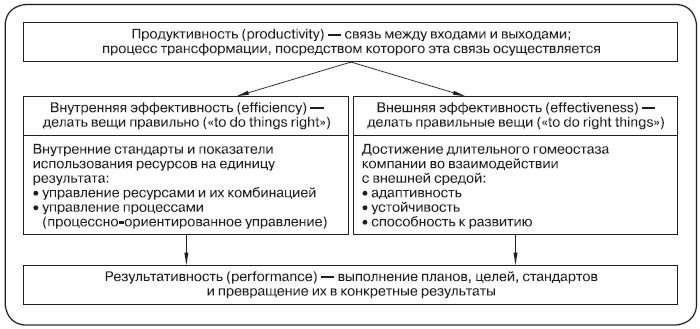 Продуктивность (productivity) — связь между входами и выходами;
процесс трансформации, посредством которого эта связь осуществляется
Внутренняя эффективность (efficiency) —
делать вещи правильно («to do things right»)
Внутренние стандарты и показатели
использования ресурсов на единицу
результата:
• управление ресурсами и их комбинацией
• управление процессами
(процессно-ориентированное управление)
Внешняя эффективность (effectiveness) —
делать правильные вещи («to do right things»)
Достижение длительного гомеостаза
компании во взаимодействии
с внешней средой:
• адаптивность
• устойчивость
• способность к развитию
Результативность (performance) — выполнение планов, целей, стандартов
и превращение их в конкретные результаты